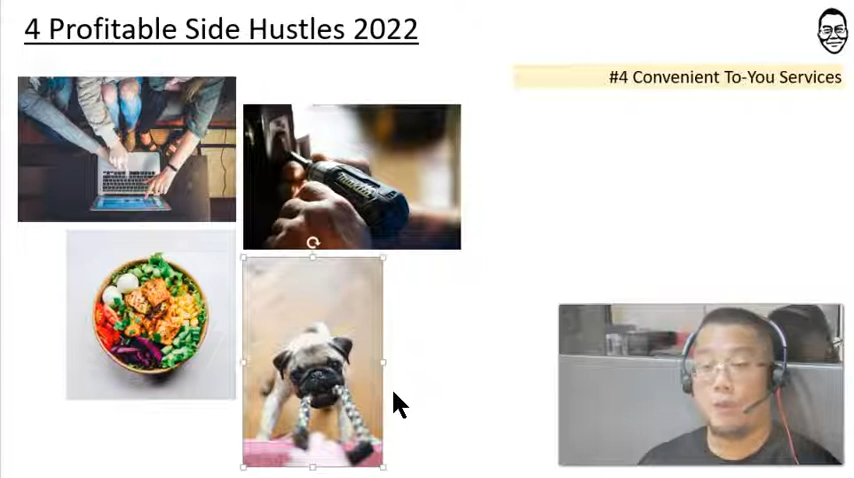 4 Profitable Side Hustles 2022
#4 Convenient To-You Services